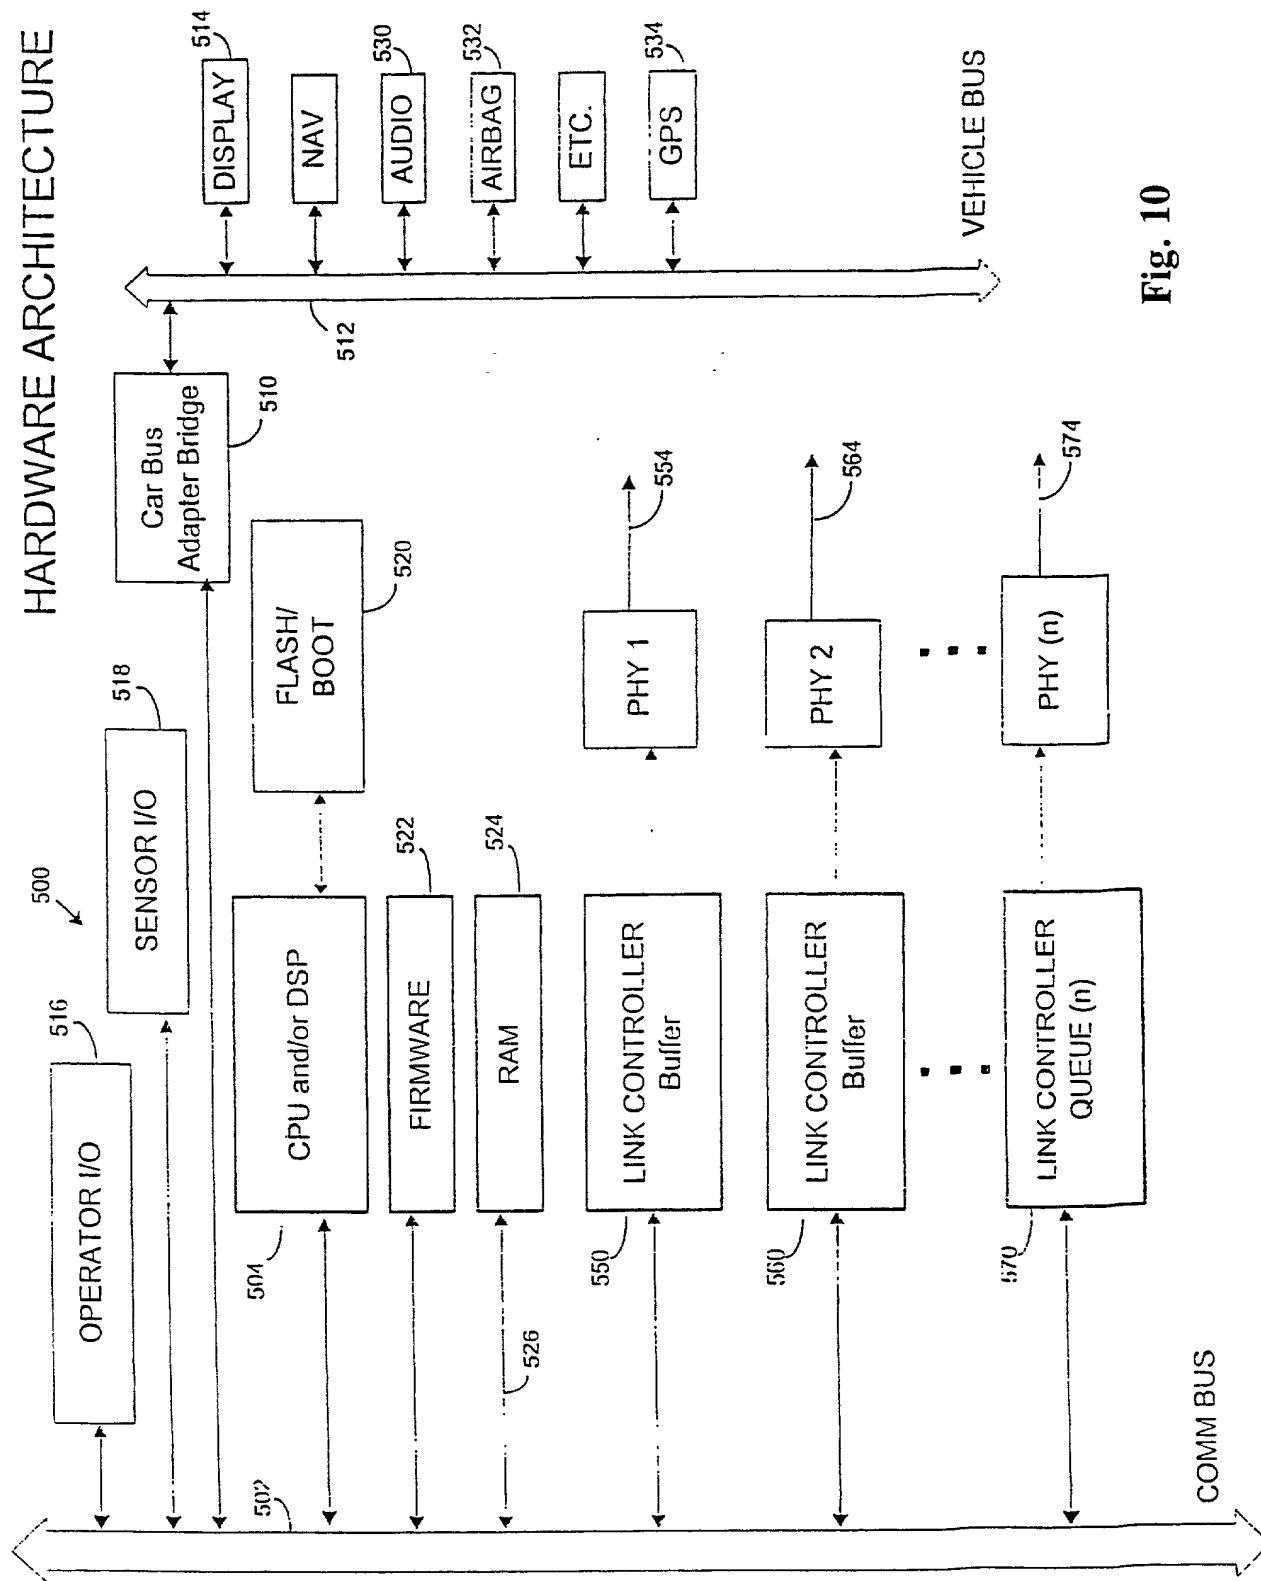 HARDWARE ARCHITECTURE
500
OPERATOR I/O
516
SENSOR I/O
518
Car Bus
Adapter Bridge
510
DISPLAY
514
NAV
AUDIO
530
AIRBAG
532
ETC.
GPS
534
512
VEHICLE BUS
502
CPU and/or DSP
504
FLASH/
BOOT
520
FIRMWARE
522
RAM
524
526
LINK CONTROLLER
Buffer
550
PHY 1
554
LINK CONTROLLER
Buffer
560
PHY 2
564
LINK CONTROLLER
QUEUE (n)
570
PHY (n)
574
COMM BUS
Fig. 10